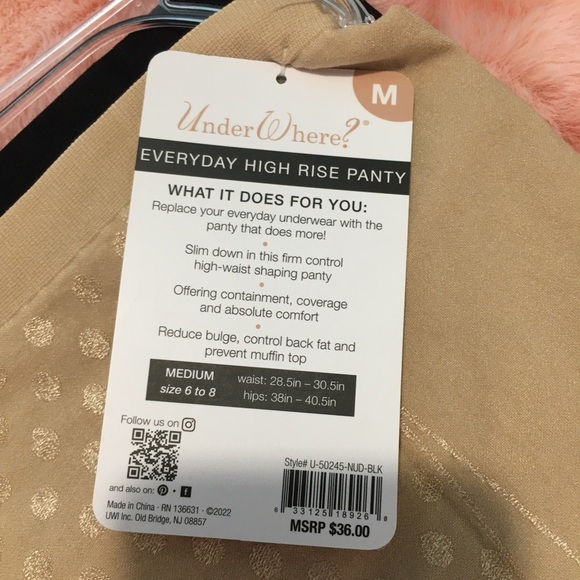 M
UnderWhere?®
EVERYDAY HIGH RISE PANTY
WHAT IT DOES FOR YOU:
Replace your everyday underwear with the
panty that does more!
•
Slim down in this firm control
high-waist shaping panty
•
Offering containment, coverage
and absolute comfort
•
Reduce bulge, control back fat and
prevent muffin top
MEDIUM
size 6 to 8
waist: 28.5in – 30.5in
hips: 38in – 40.5in
Follow us on
and also on: •
Made in China · RN 136631 · ©2022
UWI Inc. Old Bridge, NJ 08857
Style# U-50245-NUD-BLK
6 33125 18926 0
MSRP $36.00